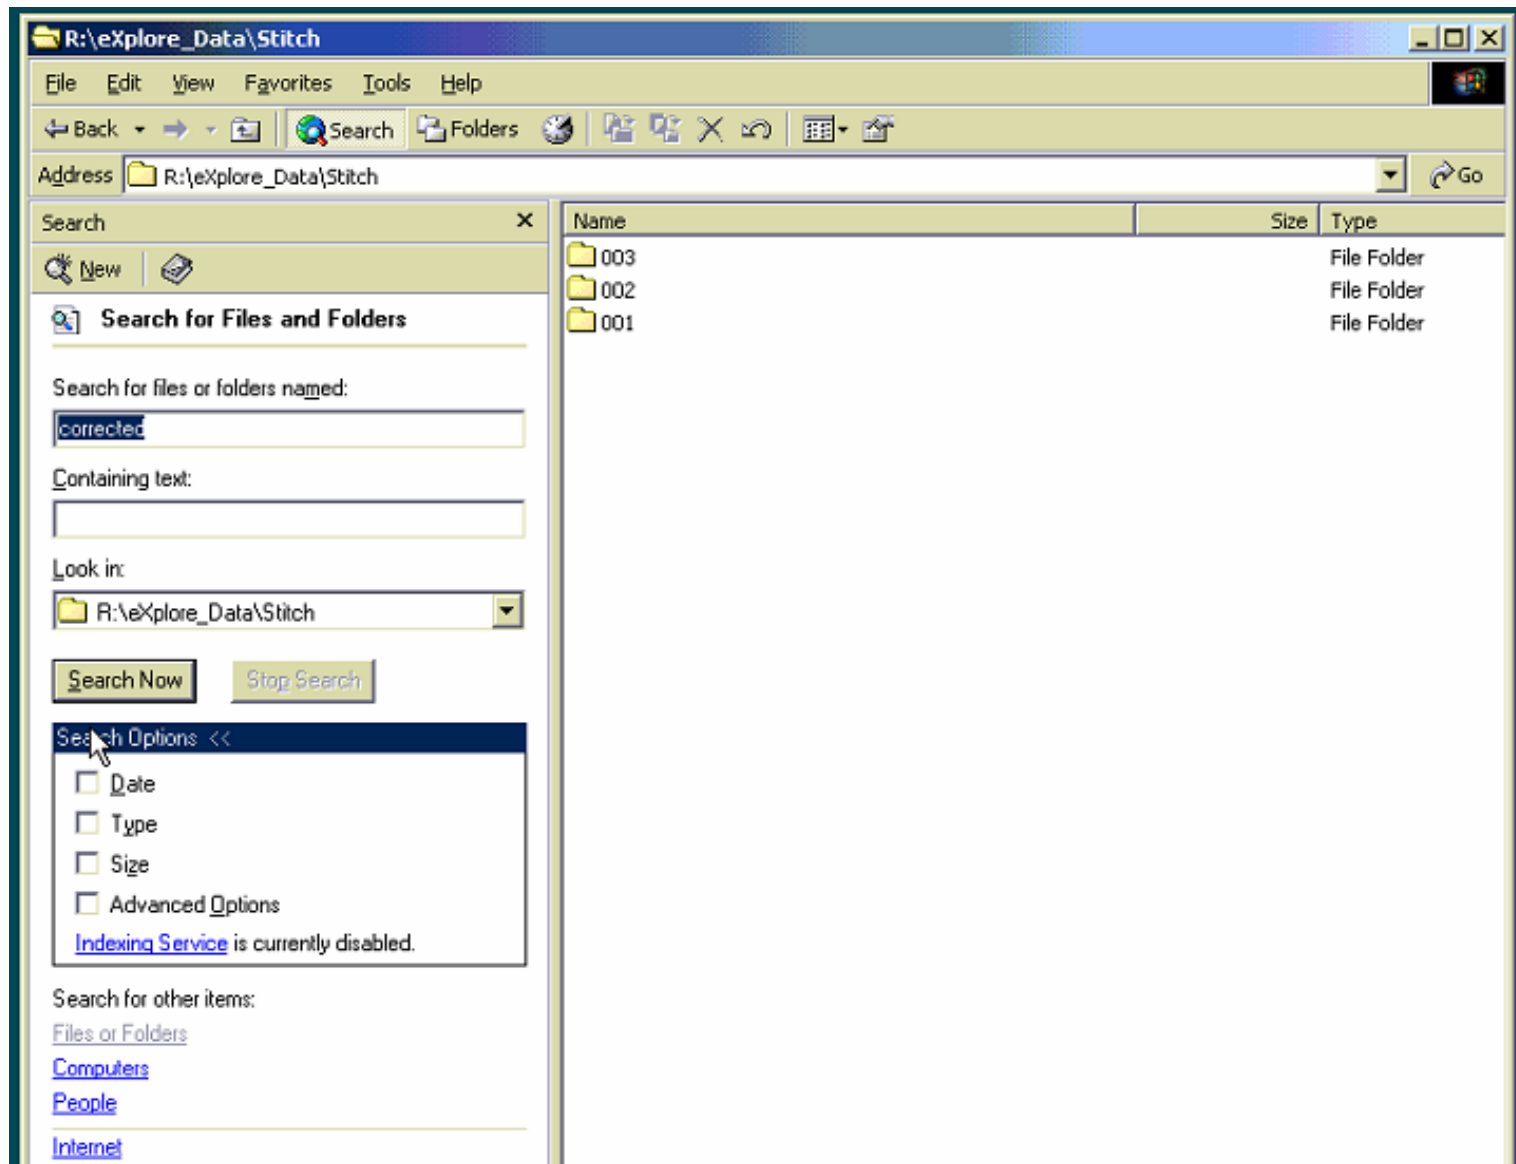 R:\eXplore_Data\Stitch
File Edit View Favorites Tools Help
Back Search Folders
Address R:\eXplore_Data\Stitch Go
Search
New
Search for Files and Folders
Search for files or folders named:
corrected
Containing text:
Look in:
R:\eXplore_Data\Stitch
Search Now Stop Search
Search Options <<
Date
Type
Size
Advanced Options
Indexing Service is currently disabled.
Search for other items:
Files or Folders
Computers
People
Internet
Name Size Type
003 File Folder
002 File Folder
001 File Folder